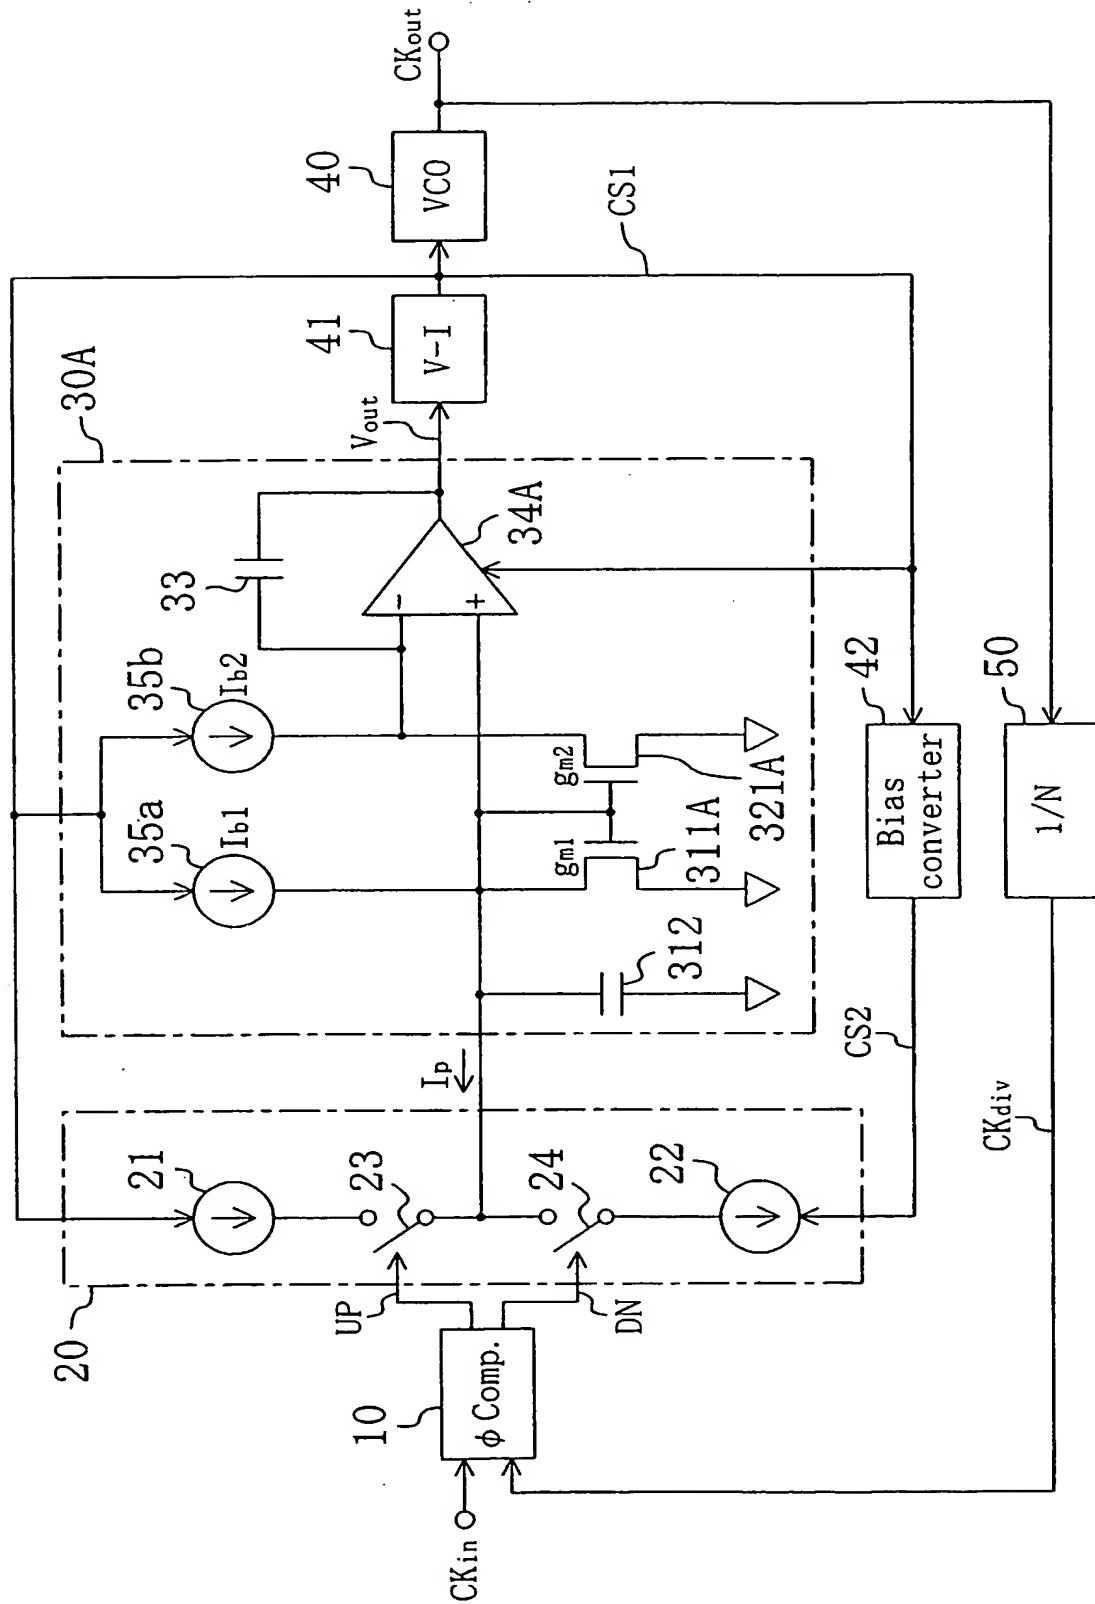 CKin
10
φ Comp.
UP
DN
20
21
23
24
22
Ip
30A
35a
Ib1
35b
Ib2
33
34A
−
+
gm1
gm2
312
311A
321A
Vout
41
V-I
40
VCO
CKout
CS1
42
Bias
converter
CS2
50
1/N
CKdiv